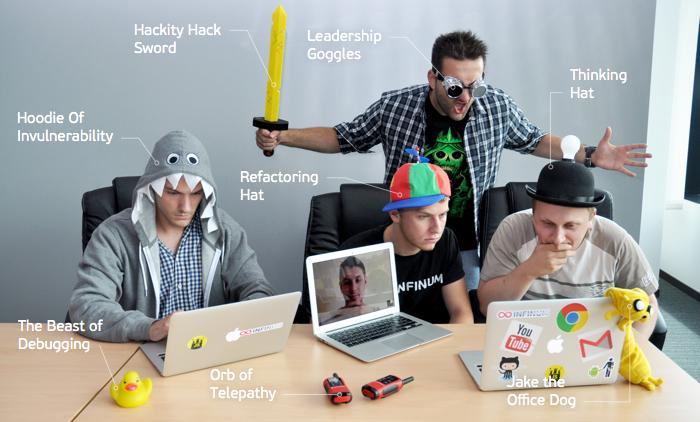 Hackity Hack
Sword
Leadership
Goggles
Thinking
Hat
Hoodie Of
Invulnerability
Refactoring
Hat
INFINUM
The Beast of
Debugging
INFINUM
Orb of
Telepathy
INFINUM
You
Tube
Jake the
Office Dog